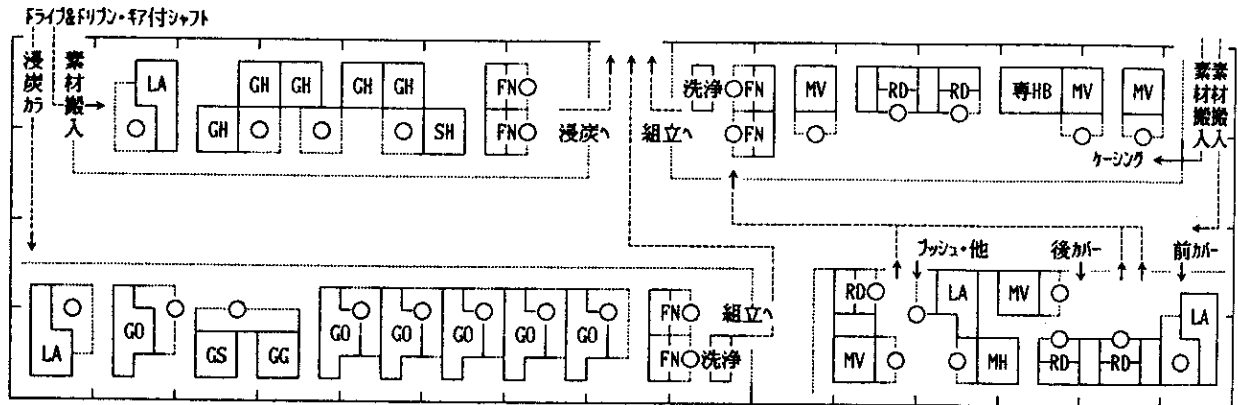 ドライブ&ドリブン・ギア付シャフト
浸炭カラ
素材搬入
LA
GH
GH
GH
GH
GH
SH
FN
FN
浸炭へ
組立へ
洗浄
FN
FN
MV
RD
RD
専HB
MV
MV
素材搬入
素材搬入
ケーシング
LA
GO
GS
GG
GO
GO
GO
GO
GO
FN
FN
組立へ
洗浄
ブッシュ・他
後カバー
前カバー
RD
MV
LA
MV
MH
RD
RD
LA